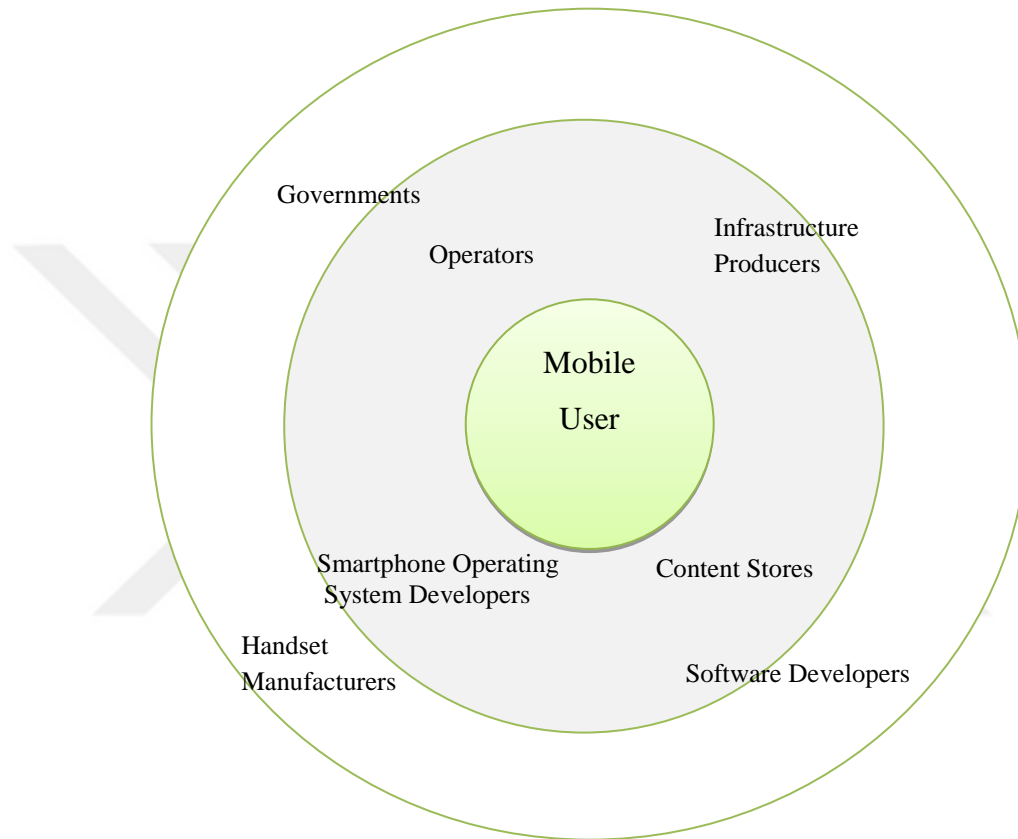 Governments
Infrastructure
Producers
Operators
Mobile
User
Smartphone Operating
System Developers
Content Stores
Handset
Manufacturers
Software Developers